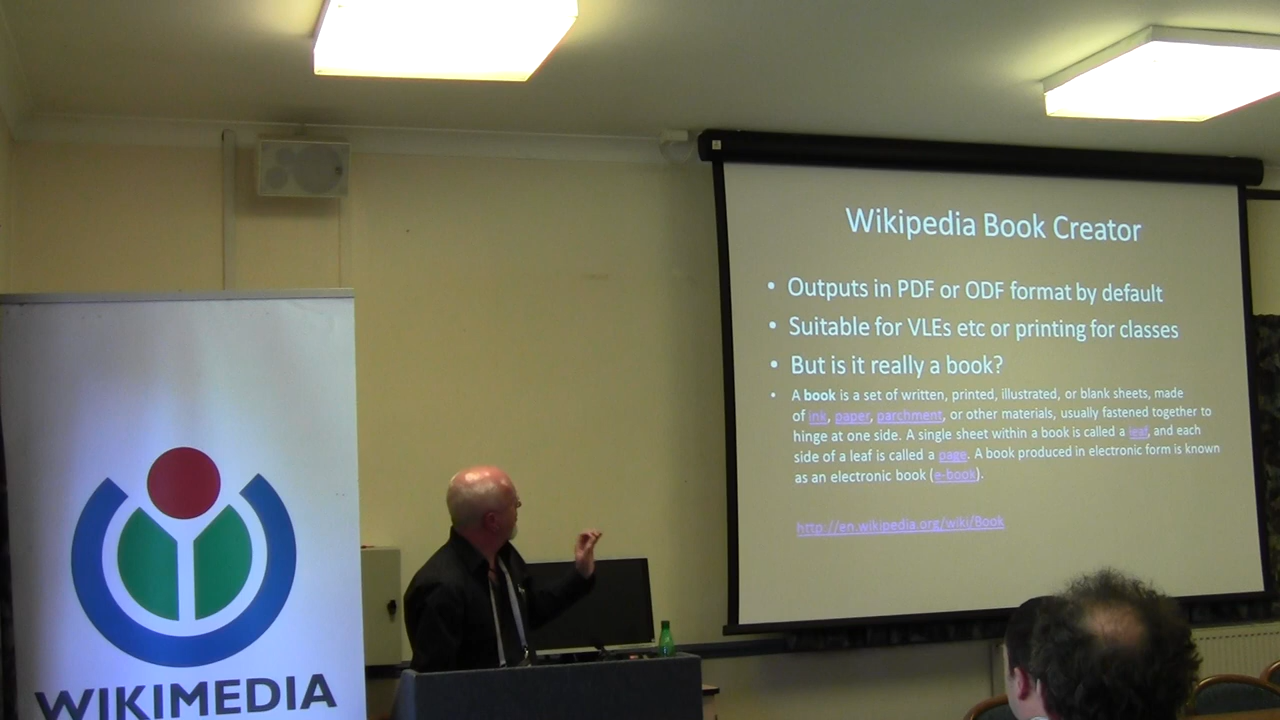 Wikipedia Book Creator
• Outputs in PDF or ODF format by default
• Suitable for VLEs etc or printing for classes
• But is it really a book?
• A book is a set of written, printed, illustrated, or blank sheets, made
of ink, paper, parchment, or other materials, usually fastened together to
hinge at one side. A single sheet within a book is called a leaf, and each
side of a leaf is called a page. A book produced in electronic form is known
as an electronic book (e-book).
http://en.wikipedia.org/wiki/Book
WIKIMEDIA